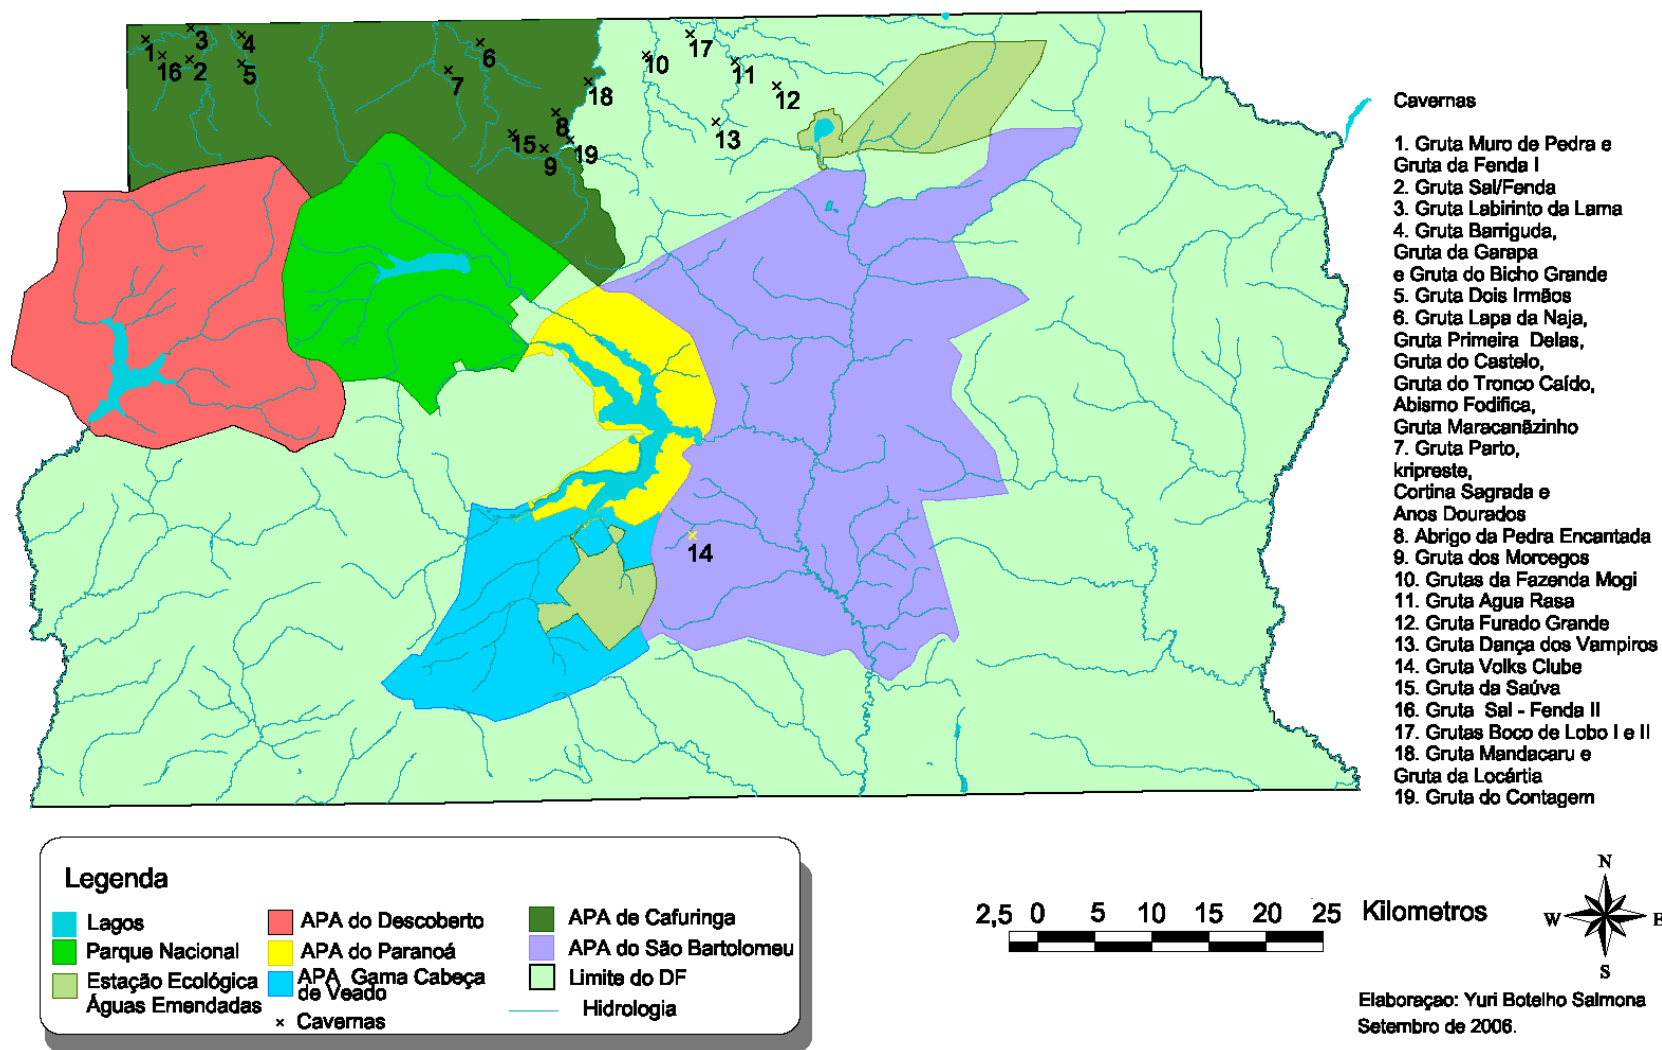 3
4
17
1
16
2
5
6
7
10
11
18
12
8
13
15
19
9
14
Cavernas
1. Gruta Muro de Pedra e
Gruta da Fenda I
2. Gruta Sal/Fenda
3. Gruta Labirinto da Lama
4. Gruta Barriguda,
Gruta da Garapa
e Gruta do Bicho Grande
5. Gruta Dois Irmãos
6. Gruta Lapa da Naja,
Gruta Primeira Delas,
Gruta do Castelo,
Gruta do Tronco Caído,
Abismo Fodifica,
Gruta Maracanãzinho
7. Gruta Parto,
kripreste,
Cortina Sagrada e
Anos Dourados
8. Abrigo da Pedra Encantada
9. Gruta dos Morcegos
10. Grutas da Fazenda Mogi
11. Gruta Agua Rasa
12. Gruta Furado Grande
13. Gruta Dança dos Vampiros
14. Gruta Volks Clube
15. Gruta da Saúva
16. Gruta Sal - Fenda II
17. Grutas Boco de Lobo I e II
18. Gruta Mandacaru e
Gruta da Locártia
19. Gruta do Contagem
Legenda
Lagos
Parque Nacional
Estação Ecológica
Águas Emendadas
APA do Descoberto
APA do Paranoá
APA Gama Cabeça
de Veado
× Cavernas
APA de Cafuringa
APA do São Bartolomeu
Limite do DF
Hidrologia
2,5 0 5 10 15 20 25 Kilometros
N
W E
S
Elaboraçao: Yuri Botelho Salmona
Setembro de 2006.